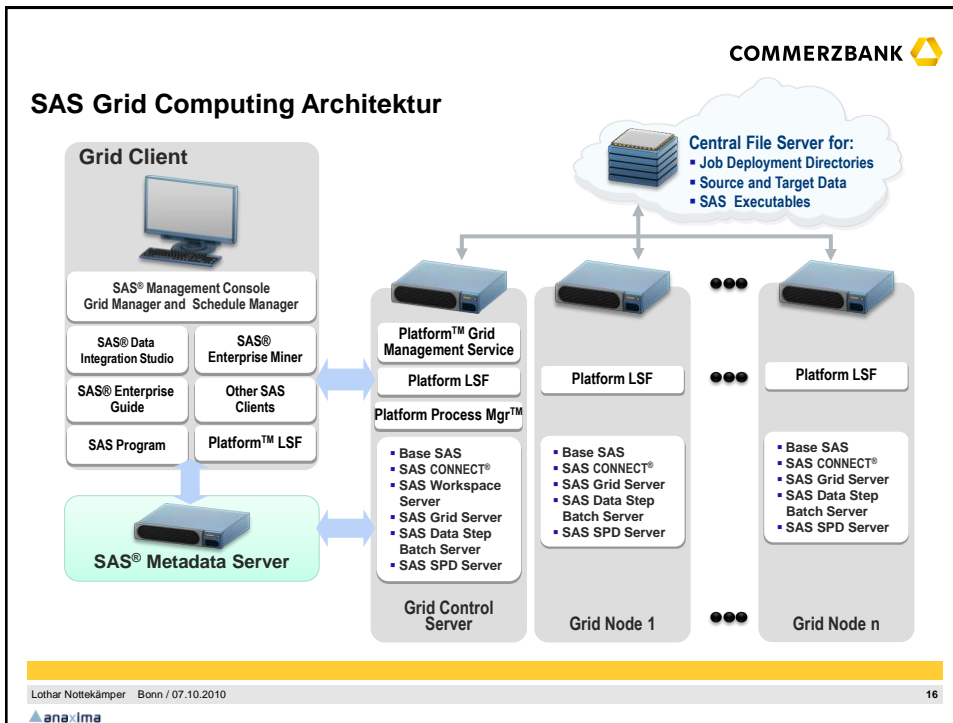 COMMERZBANK
SAS Grid Computing Architektur
Central File Server for:
▪ Job Deployment Directories
▪ Source and Target Data
▪ SAS Executables
Grid Client
SAS® Management Console
Grid Manager and Schedule Manager
SAS® Data
Integration Studio
SAS®
Enterprise Miner
SAS® Enterprise
Guide
Other SAS
Clients
SAS Program
Platform™ LSF
SAS® Metadata Server
Platform™ Grid
Management Service
Platform LSF
Platform Process Mgr™
▪ Base SAS
▪ SAS CONNECT®
▪ SAS Workspace
Server
▪ SAS Grid Server
▪ SAS Data Step
Batch Server
▪ SAS SPD Server
Grid Control
Server
Platform LSF
▪ Base SAS
▪ SAS CONNECT®
▪ SAS Grid Server
▪ SAS Data Step
Batch Server
▪ SAS SPD Server
Grid Node 1
Platform LSF
▪ Base SAS
▪ SAS CONNECT®
▪ SAS Grid Server
▪ SAS Data Step
Batch Server
▪ SAS SPD Server
Grid Node n
Lothar Nottekämper Bonn / 07.10.2010
16
anaxima